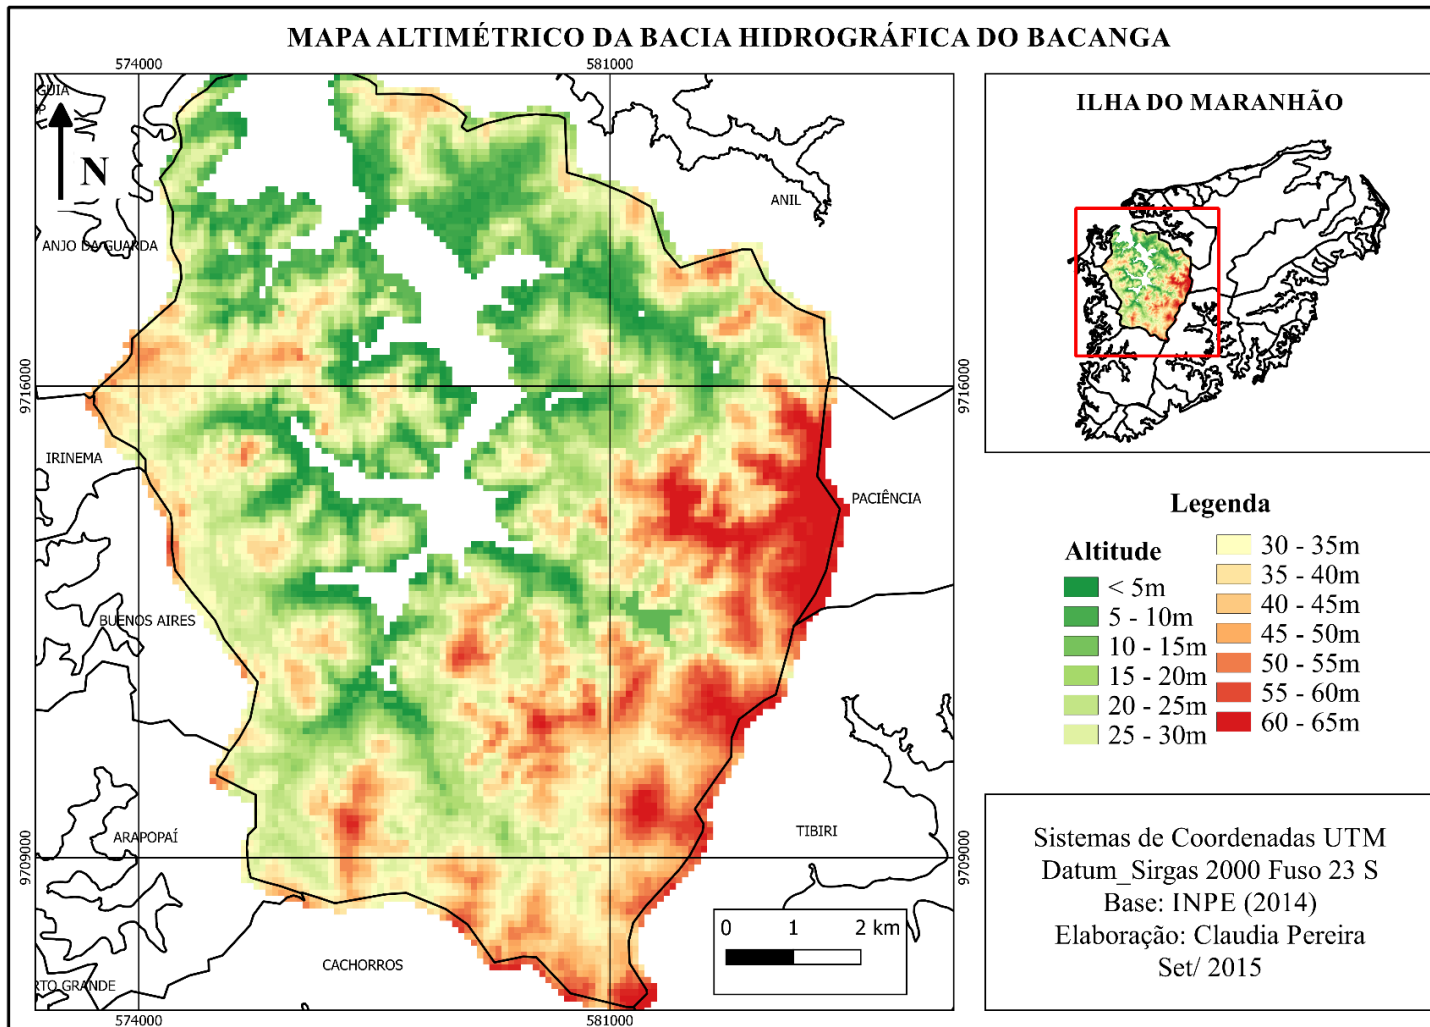 MAPA ALTIMÉTRICO DA BACIA HIDROGRÁFICA DO BACANGA
574000
581000
GUIA
P
N
ANJO DA GUARDA
ANIL
9716000
9716000
IRINEMA
PACIÊNCIA
BUENOS AIRES
ARAPOPAÍ
TIBIRI
9709000
9709000
CACHORROS
RTO GRANDE
0 1 2 km
574000
581000
ILHA DO MARANHÃO
Legenda
Altitude
< 5m
5 - 10m
10 - 15m
15 - 20m
20 - 25m
25 - 30m
30 - 35m
35 - 40m
40 - 45m
45 - 50m
50 - 55m
55 - 60m
60 - 65m
Sistemas de Coordenadas UTM
Datum_Sirgas 2000 Fuso 23 S
Base: INPE (2014)
Elaboração: Claudia Pereira
Set/ 2015